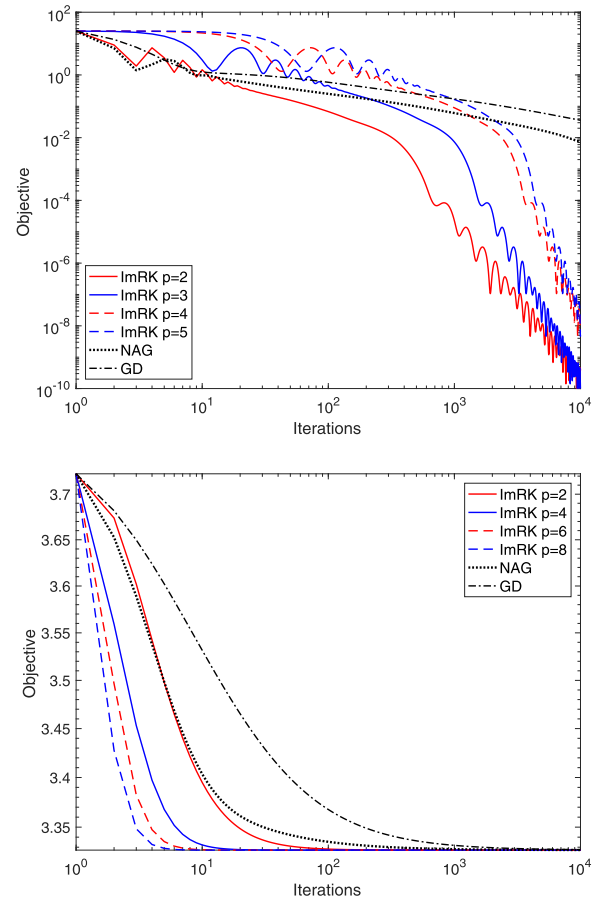 10^2
10^0
10^-2
10^-4
10^-6
10^-8
10^-10
Objective
ImRK p=2
ImRK p=3
ImRK p=4
ImRK p=5
NAG
GD
10^0 10^1 10^2 10^3 10^4
Iterations
3.7
3.65
3.6
3.55
3.5
3.45
3.4
3.35
Objective
ImRK p=2
ImRK p=4
ImRK p=6
ImRK p=8
NAG
GD
10^0 10^1 10^2 10^3 10^4
Iterations